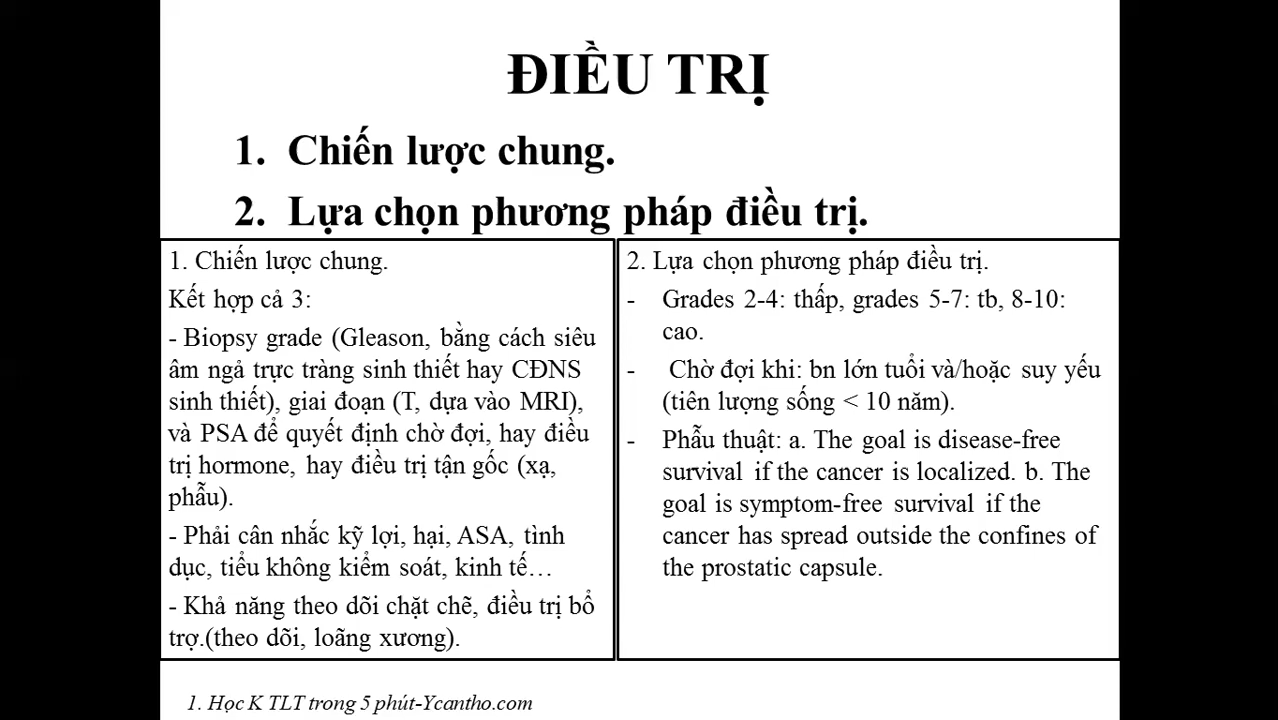 ĐIỀU TRỊ
1. Chiến lược chung.
2. Lựa chọn phương pháp điều trị.
1. Chiến lược chung.
Kết hợp cả 3:
- Biopsy grade (Gleason, bằng cách siêu
âm ngả trực tràng sinh thiết hay CĐNS
sinh thiết), giai đoạn (T, dựa vào MRI),
và PSA để quyết định chờ đợi, hay điều
trị hormone, hay điều trị tận gốc (xạ,
phẫu).
- Phải cân nhắc kỹ lợi, hại, ASA, tình
dục, tiểu không kiểm soát, kinh tế…
- Khả năng theo dõi chặt chẽ, điều trị bổ
trợ.(theo dõi, loãng xương).
2. Lựa chọn phương pháp điều trị.
- Grades 2-4: thấp, grades 5-7: tb, 8-10:
cao.
- Chờ đợi khi: bn lớn tuổi và/hoặc suy yếu
(tiên lượng sống < 10 năm).
- Phẫu thuật: a. The goal is disease-free
survival if the cancer is localized. b. The
goal is symptom-free survival if the
cancer has spread outside the confines of
the prostatic capsule.
1. Học K TLT trong 5 phút-Ycantho.com